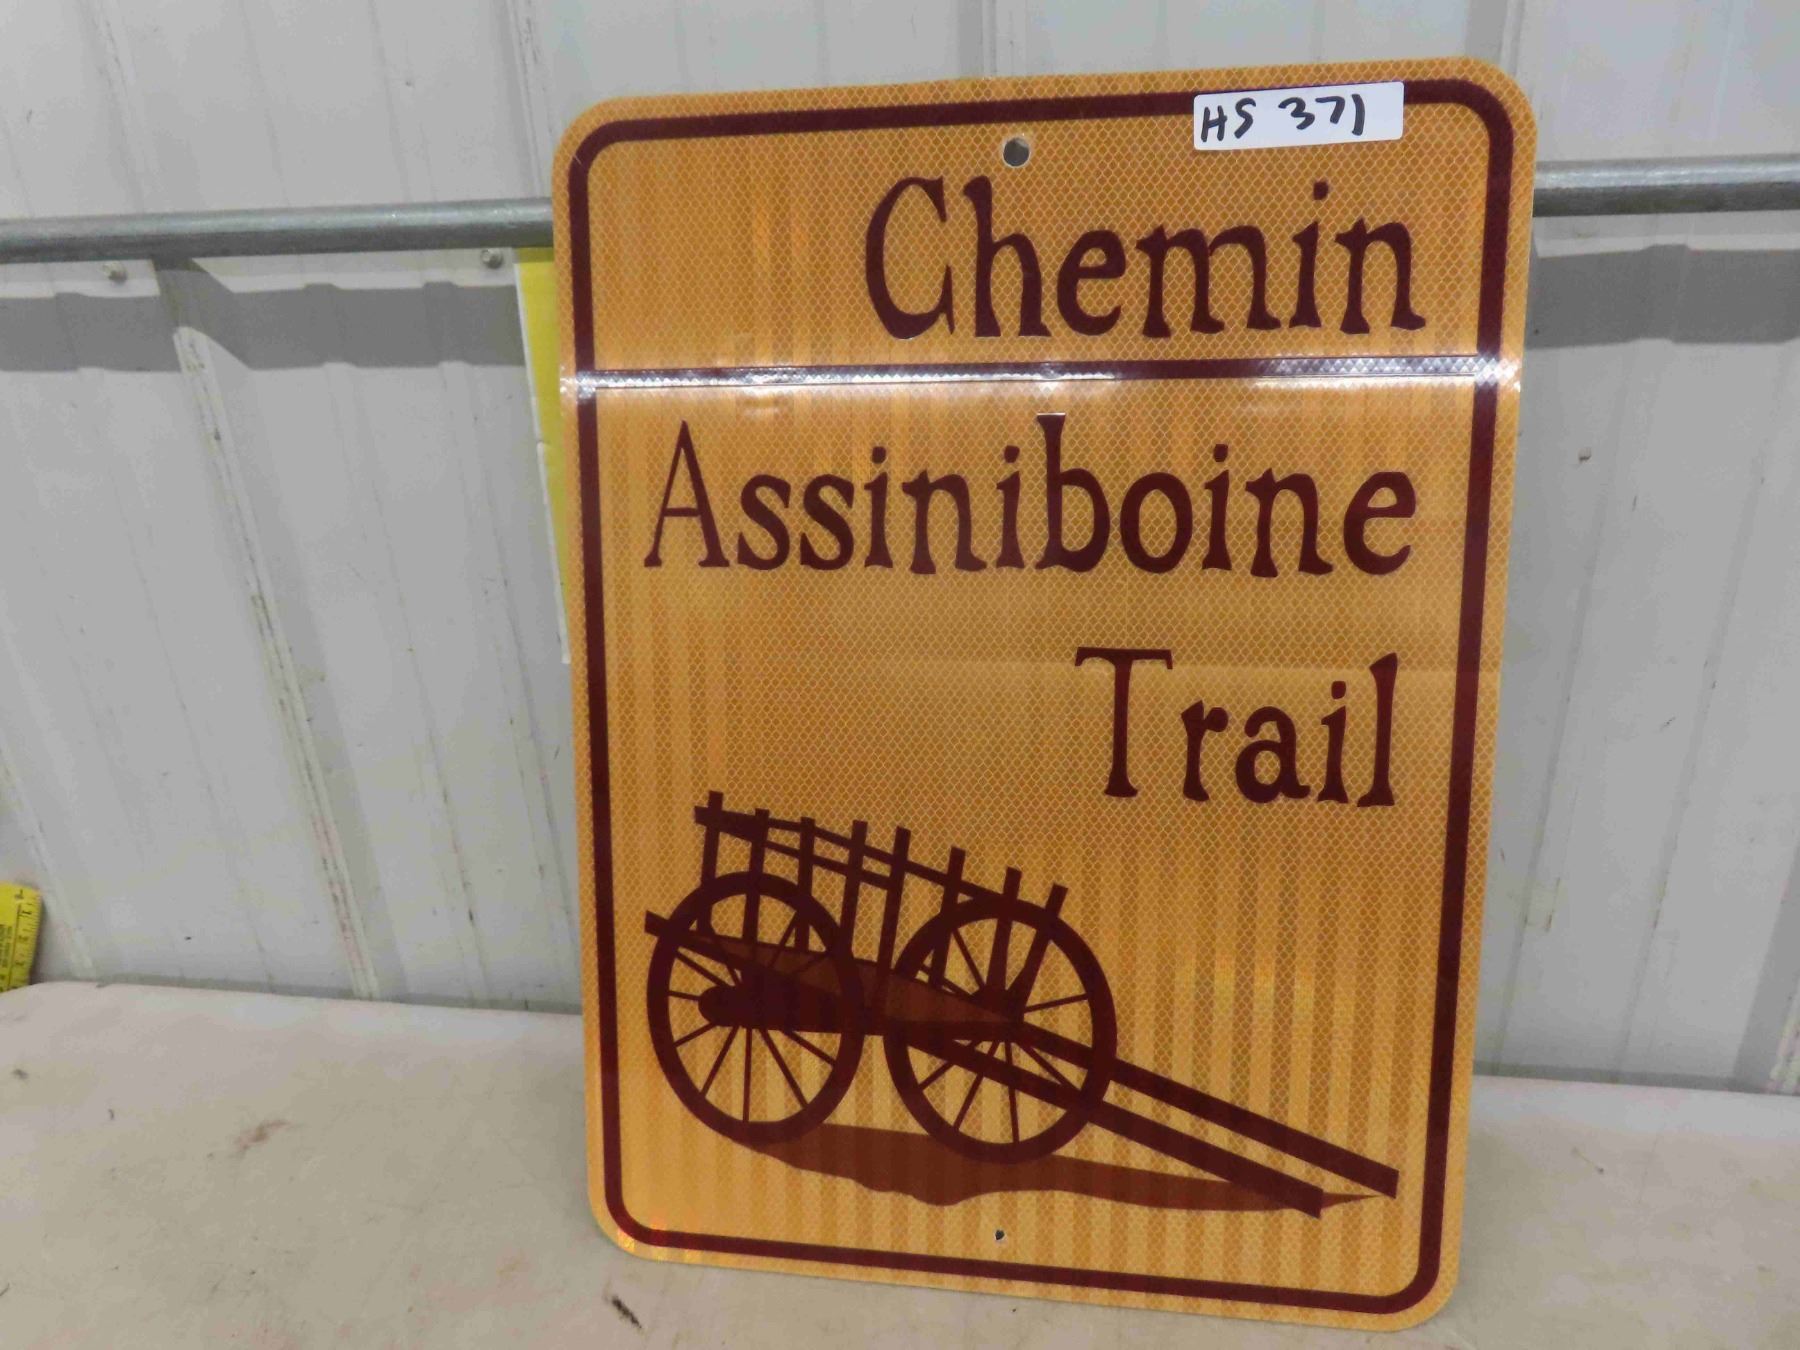 HS 371
Chemin
Assiniboine
Trail